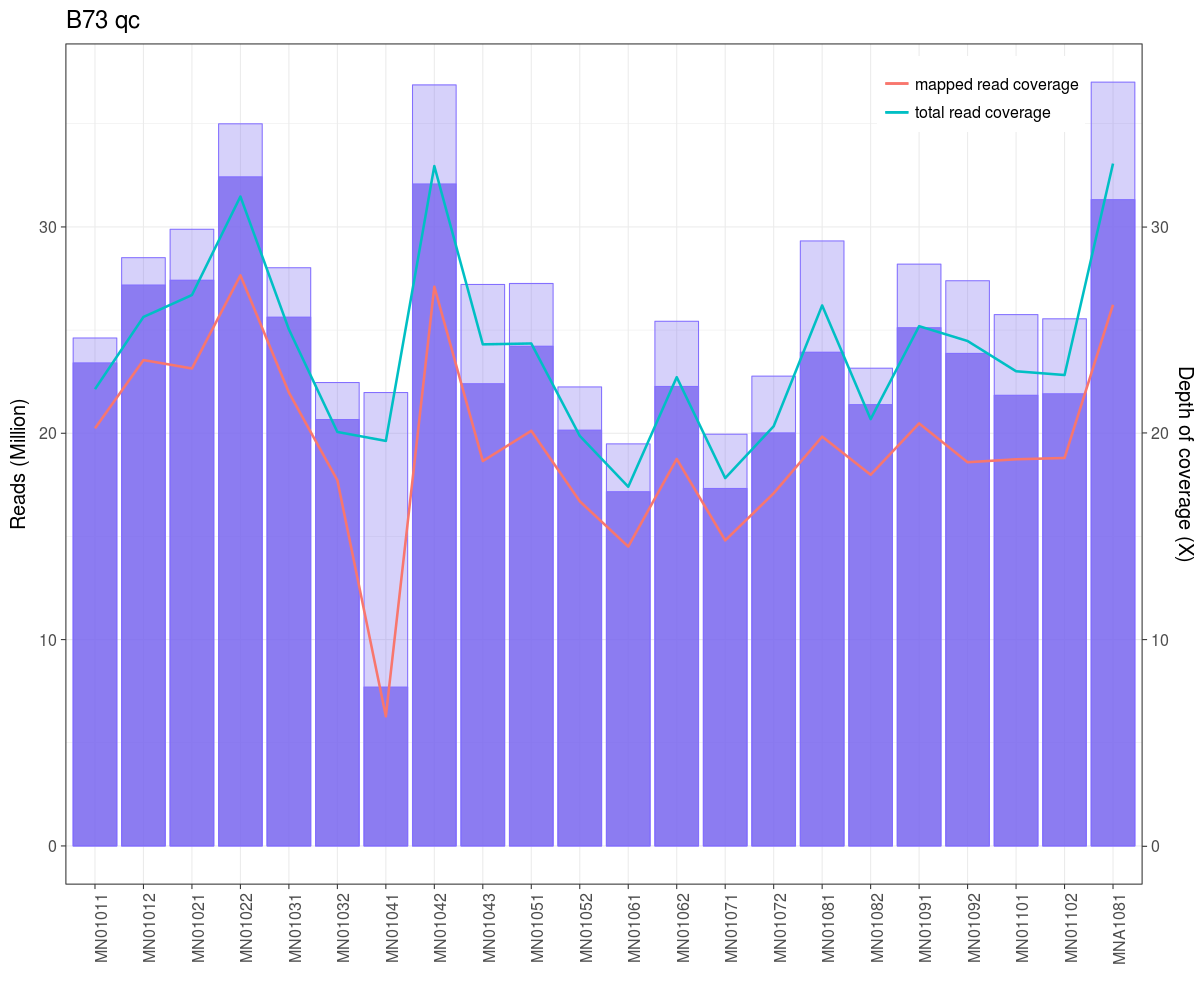 B73 qc
mapped read coverage
total read coverage
Reads (Million)
30
20
10
0
30
20
10
0
Depth of coverage (X)
MN01011
MN01012
MN01021
MN01022
MN01031
MN01032
MN01041
MN01042
MN01043
MN01051
MN01052
MN01061
MN01062
MN01071
MN01072
MN01081
MN01082
MN01091
MN01092
MN01101
MN01102
MNA1081